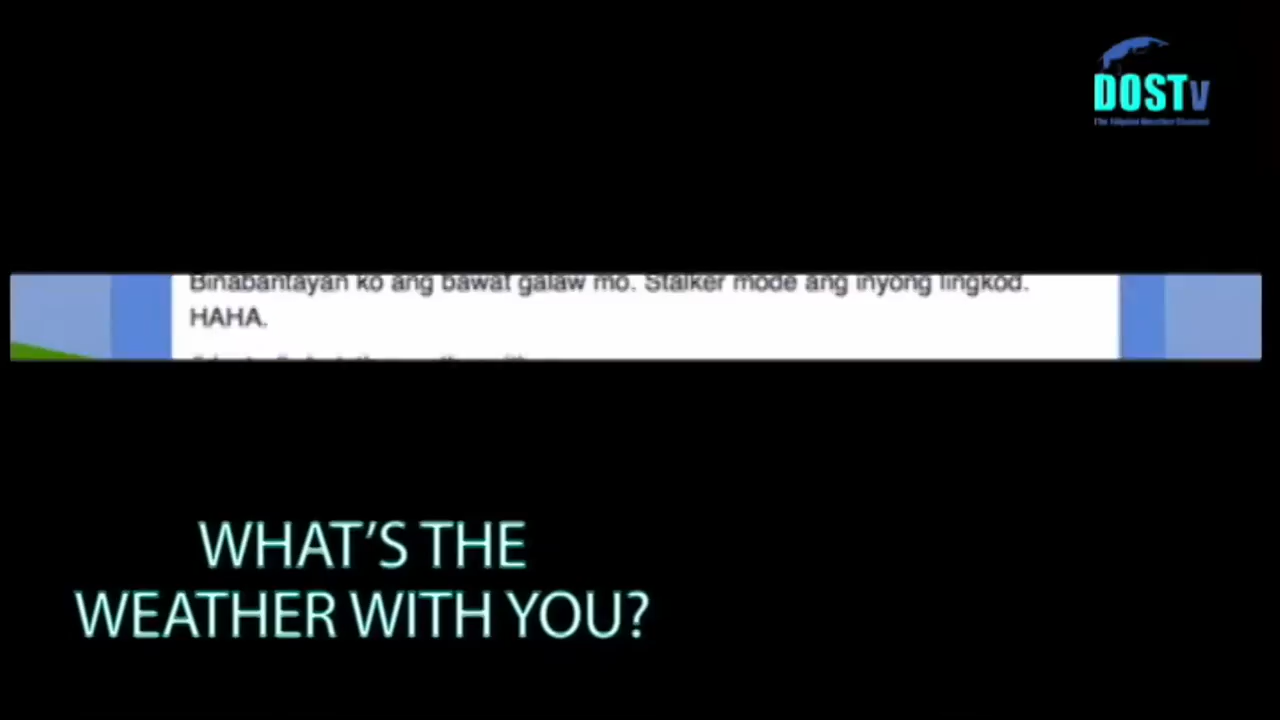 DOSTv
Binabantayan ko ang bawat galaw mo. Stalker mode ang inyong lingkod.
HAHA.
WHAT'S THE
WEATHER WITH YOU?